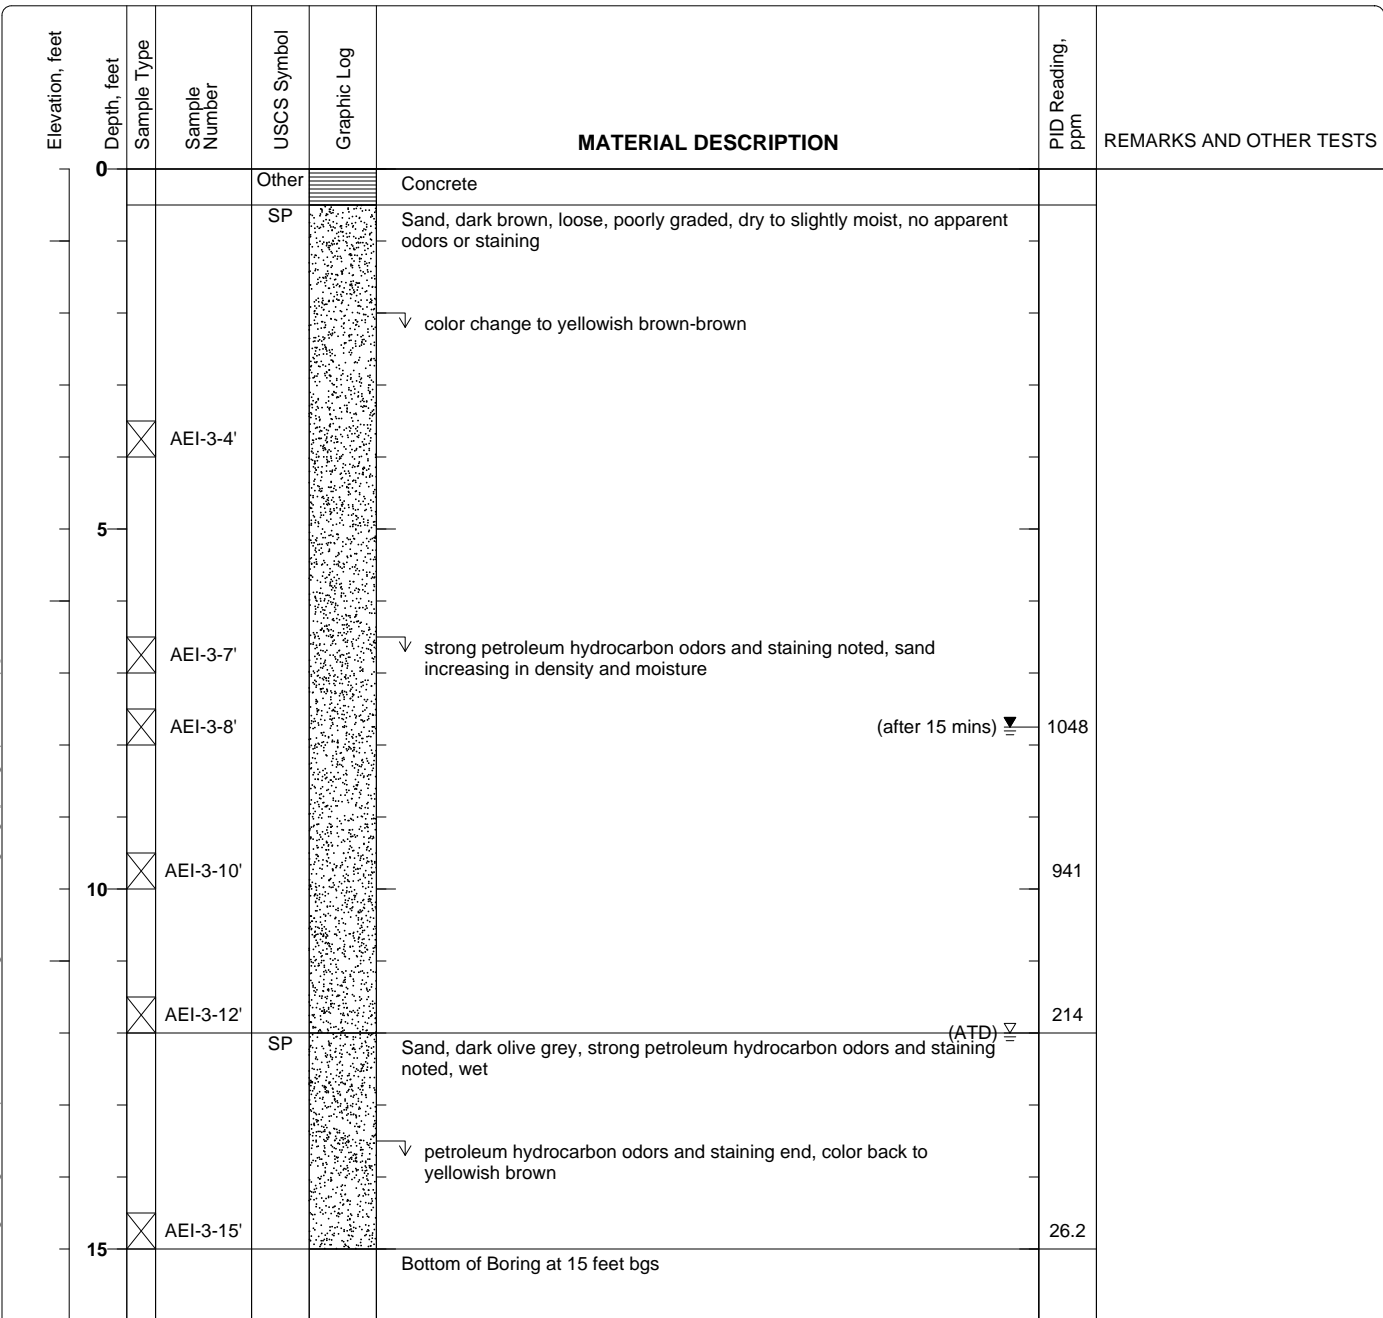 Elevation, feet
Depth, feet
Sample Type
Sample
Number
USCS Symbol
Graphic Log
MATERIAL DESCRIPTION
PID Reading,
ppm
REMARKS AND OTHER TESTS
0
Other
Concrete
SP
Sand, dark brown, loose, poorly graded, dry to slightly moist, no apparent
odors or staining
color change to yellowish brown-brown
AEI-3-4'
5
AEI-3-7'
strong petroleum hydrocarbon odors and staining noted, sand
increasing in density and moisture
AEI-3-8'
(after 15 mins)
1048
AEI-3-10'
941
10
AEI-3-12'
214
(ATD)
SP
Sand, dark olive grey, strong petroleum hydrocarbon odors and staining
noted, wet
petroleum hydrocarbon odors and staining end, color back to
yellowish brown
AEI-3-15'
26.2
15
Bottom of Boring at 15 feet bgs